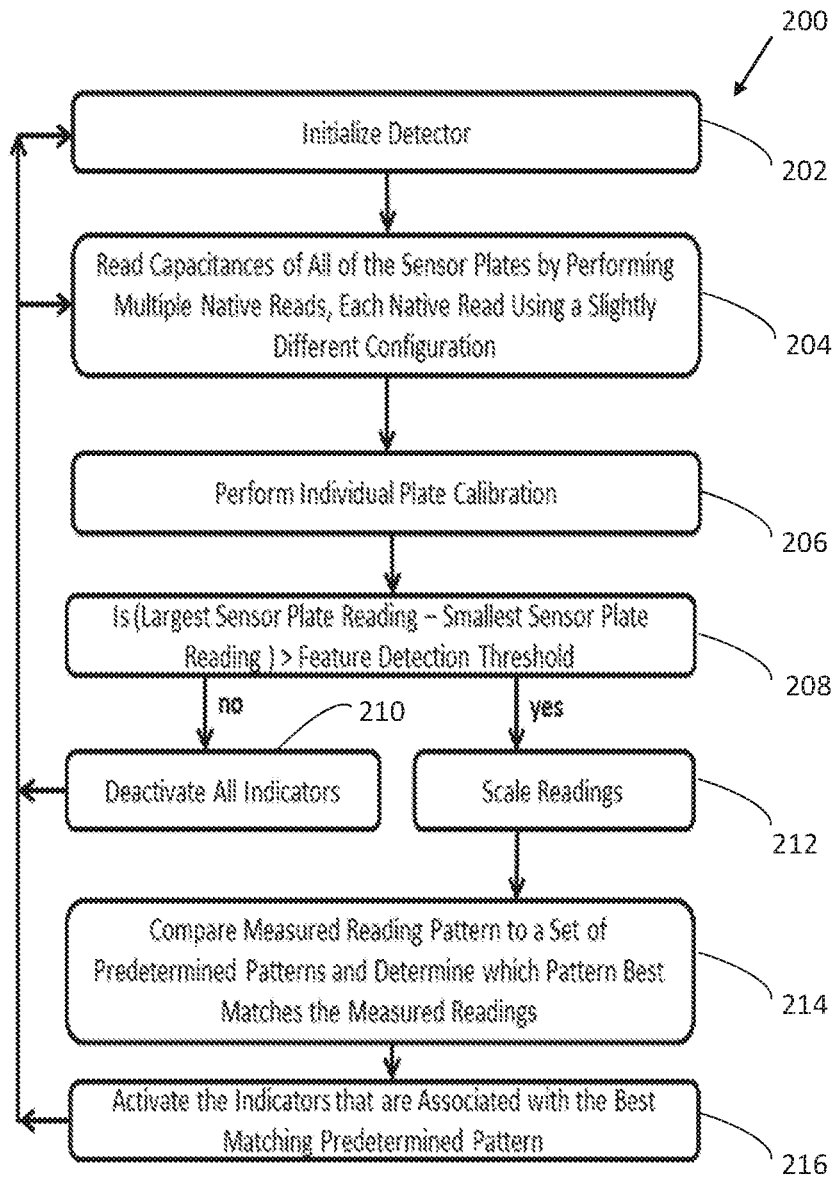 200
Initialize Detector
202
Read Capacitances of All of the Sensor Plates by Performing
Multiple Native Reads, Each Native Read Using a Slightly
Different Configuration
204
Perform Individual Plate Calibration
206
Is (Largest Sensor Plate Reading – Smallest Sensor Plate
Reading ) > Feature Detection Threshold
208
no
210
yes
Deactivate All Indicators
Scale Readings
212
Compare Measured Reading Pattern to a Set of
Predetermined Patterns and Determine which Pattern Best
Matches the Measured Readings
214
Activate the Indicators that are Associated with the Best
Matching Predetermined Pattern
216